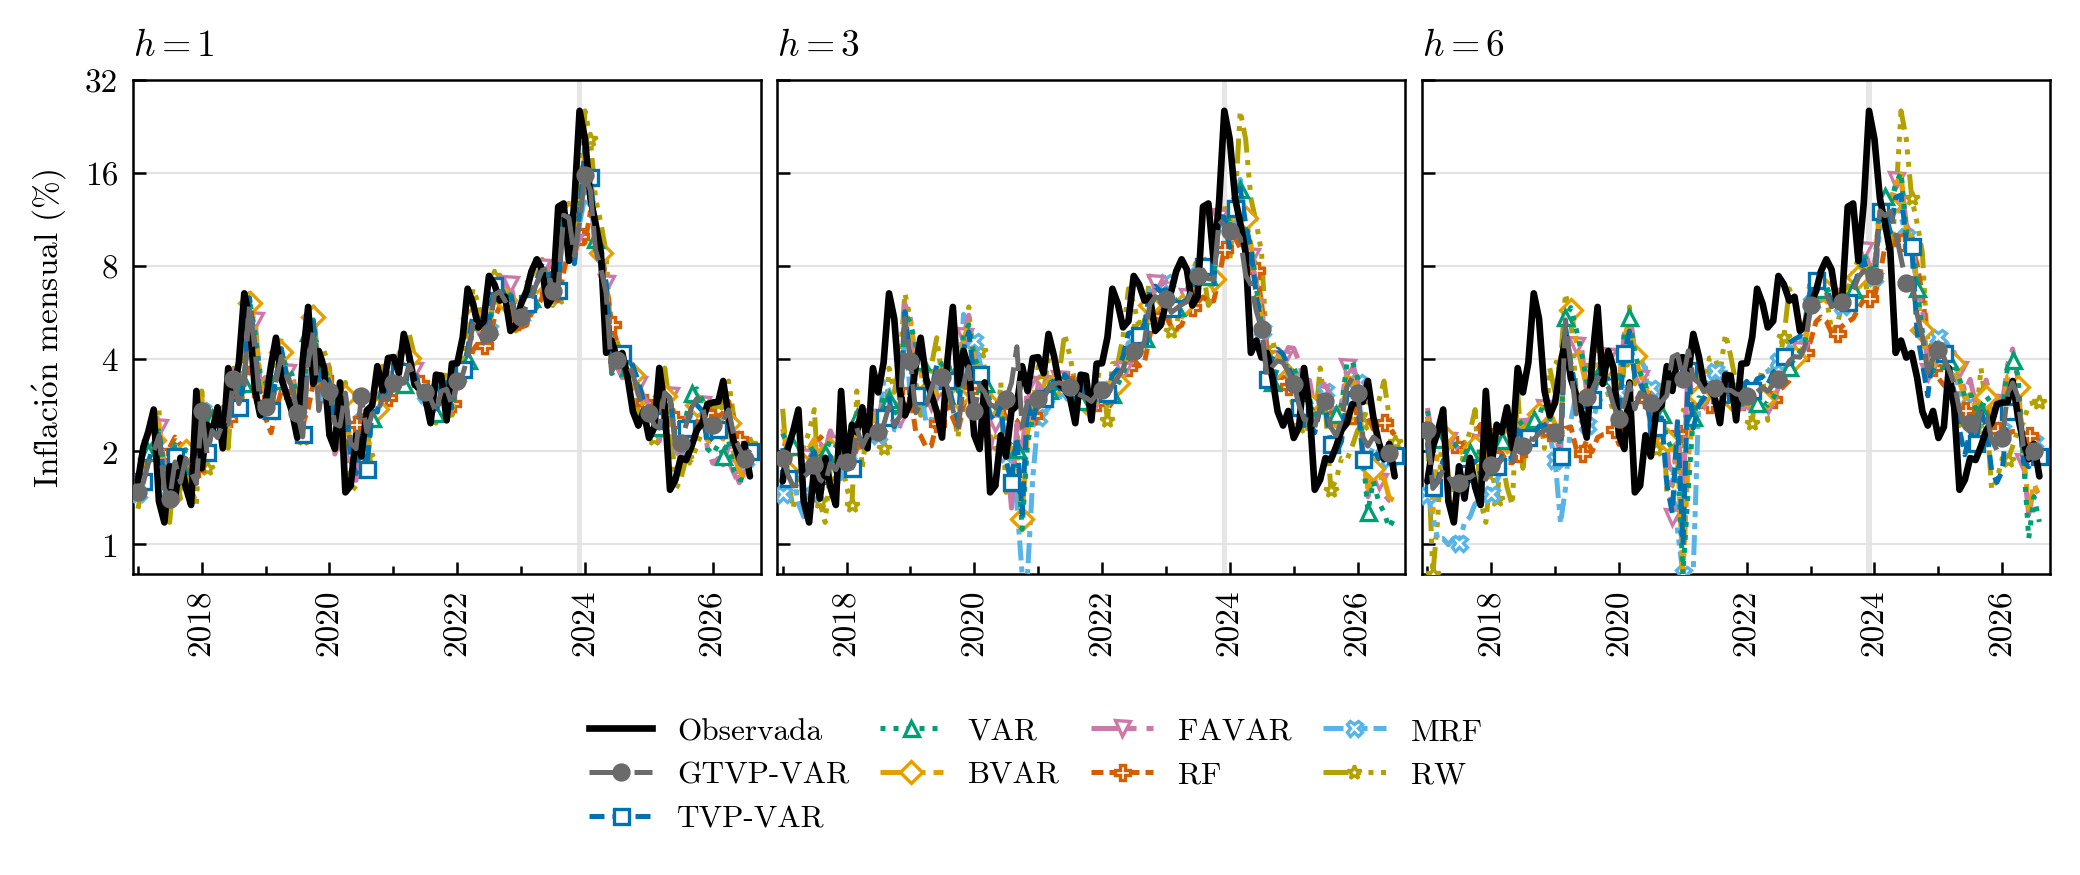 h = 1
h = 3
h = 6
Inflación mensual (%)
32
16
8
4
2
1
2018
2020
2022
2024
2026
2018
2020
2022
2024
2026
2018
2020
2022
2024
2026
Observada
VAR
FAVAR
MRF
GTVP-VAR
BVAR
RF
RW
TVP-VAR